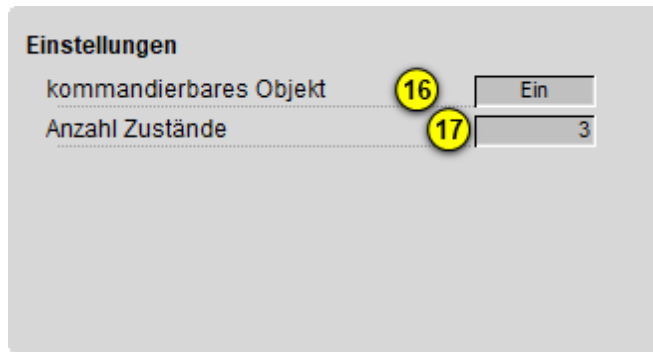 Einstellungen
kommandierbares Objekt 16 Ein
Anzahl Zustände 17 3